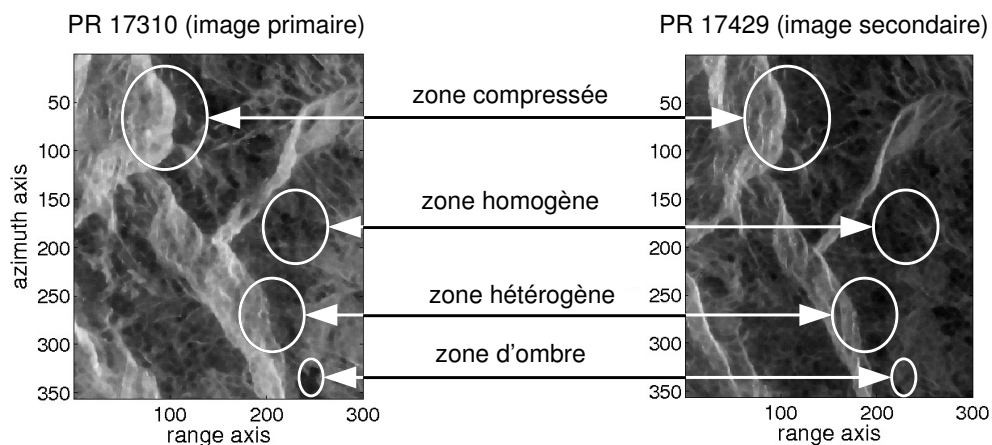 PR 17310 (image primaire)
PR 17429 (image secondaire)
azimuth axis
50
100
150
200
250
300
350
100
200
300
range axis
zone compressée
zone homogène
zone hétérogène
zone d'ombre
50
100
150
200
250
300
350
100
200
300
range axis